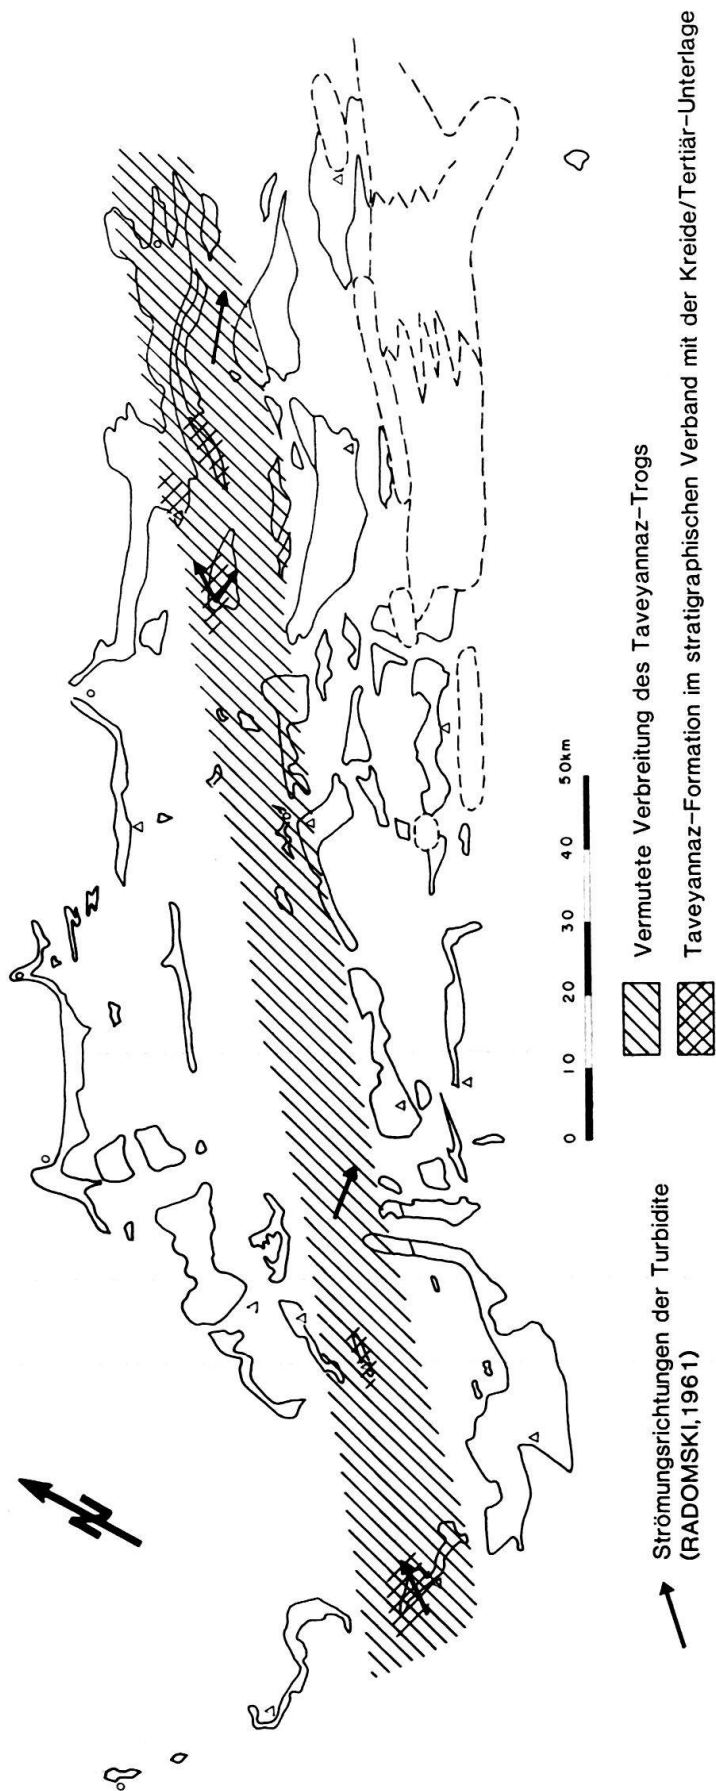 N
0 10 20 30 40 50km
Vermutete Verbreitung des Taveyannaz-Trogs
Taveyannaz-Formation im stratigraphischen Verband mit der Kreide/Tertiär-Unterlage
Strömungsrichtungen der Turbidite
(RADOMSKI,1961)